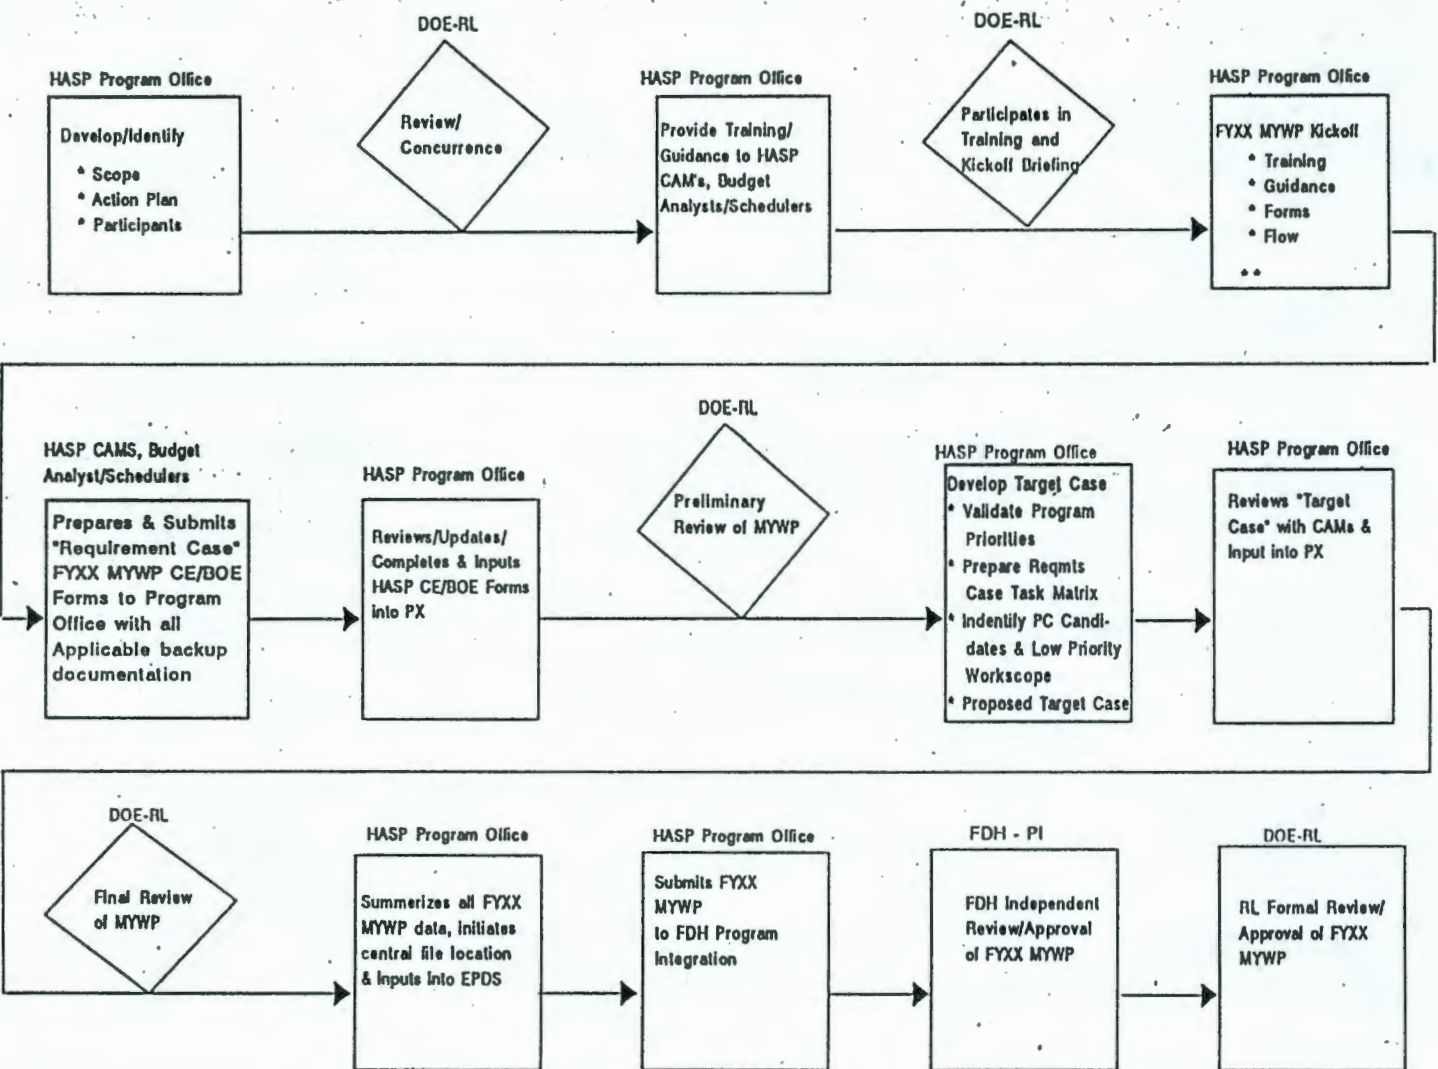 DOE-RL
DOE-RL
HASP Program Office
HASP Program Office
HASP Program Office
Develop/Identify
* Scope
* Action Plan
* Participants
Review/
Concurrence
Provide Training/
Guidance to HASP
CAM's, Budget
Analysts/Schedulers
Participates in
Training and
Kickoff Briefing
FYXX MYWP Kickoff
* Training
* Guidance
* Forms
* Flow
* *
HASP CAMS, Budget
Analyst/Schedulers
Prepares & Submits
"Requirement Case"
FYXX MYWP CE/BOE
Forms to Program
Office with all
Applicable backup
documentation
HASP Program Office
Reviews/Updates/
Completes & Inputs
HASP CE/BOE Forms
into PX
DOE-RL
Preliminary
Review of MYWP
HASP Program Office
Develop Target Case
* Validate Program
Priorities
* Prepare Reqmts
Case Task Matrix
* Indentify PC Candi-
dates & Low Priority
Workscope
* Proposed Target Case
HASP Program Office
Reviews "Target
Case" with CAMs &
Input into PX
DOE-RL
Final Review
of MYWP
HASP Program Office
Summerizes all FYXX
MYWP data, initiates
central file location
& Inputs into EPDS
HASP Program Office
Submits FYXX
MYWP
to FDH Program
Integration
FDH - PI
FDH Independent
Review/Approval
of FYXX MYWP
DOE-RL
RL Formal Review/
Approval of FYXX
MYWP